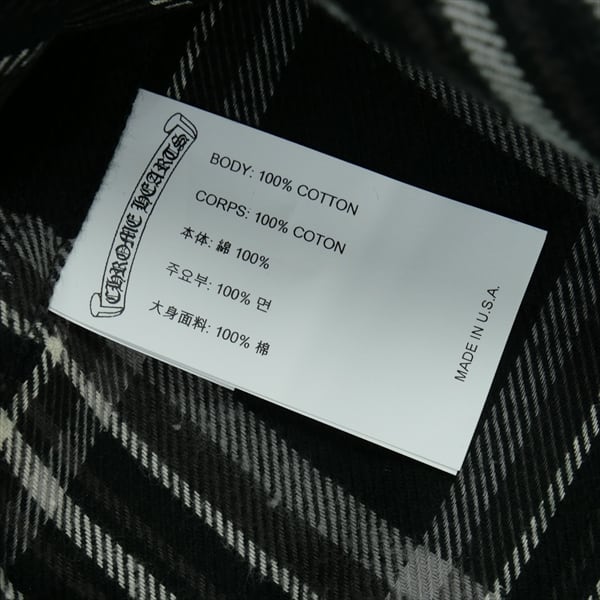 CHROME HEARTS
BODY: 100% COTTON
CORPS: 100% COTON
本体: 綿 100%
주요부: 100% 면
大身面料: 100% 棉
MADE IN U.S.A.